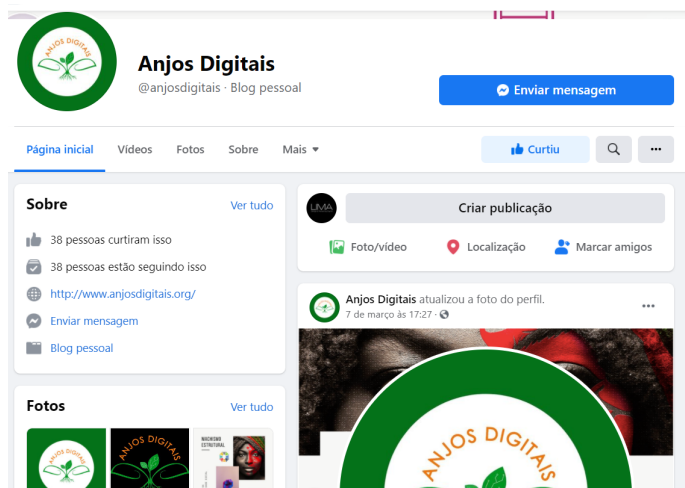 ANJOS DIGITAIS
Anjos Digitais
@anjosdigitais · Blog pessoal
Enviar mensagem
Página inicial Vídeos Fotos Sobre Mais
Curtiu
Sobre Ver tudo
38 pessoas curtiram isso
38 pessoas estão seguindo isso
http://www.anjosdigitais.org/
Enviar mensagem
Blog pessoal
Fotos Ver tudo
ANJOS DIGITAIS
MACHISMO
ESTRUTURAL
UMA
Criar publicação
Foto/vídeo Localização Marcar amigos
Anjos Digitais atualizou a foto do perfil.
7 de março às 17:27 ·
ANJOS DIGITAIS